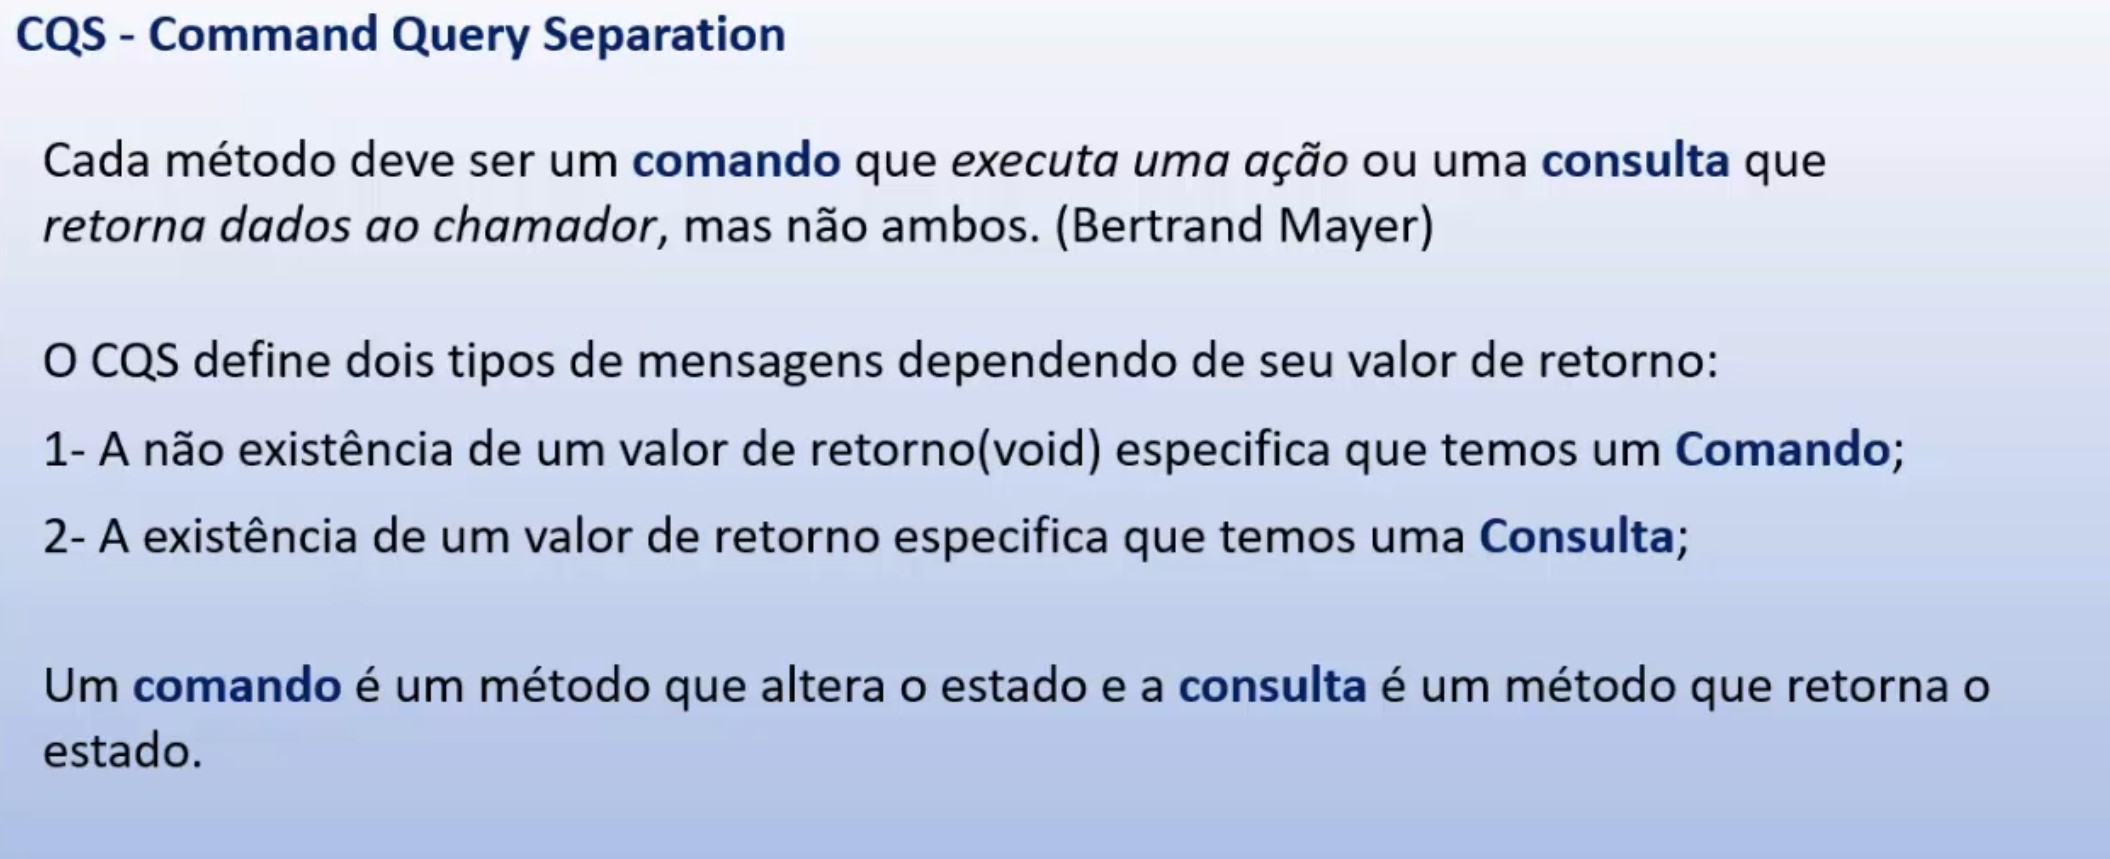 CQS - Command Query Separation
Cada método deve ser um comando que executa uma ação ou uma consulta que
retorna dados ao chamador, mas não ambos. (Bertrand Mayer)
O CQS define dois tipos de mensagens dependendo de seu valor de retorno:
1- A não existência de um valor de retorno(void) especifica que temos um Comando;
2- A existência de um valor de retorno especifica que temos uma Consulta;
Um comando é um método que altera o estado e a consulta é um método que retorna o
estado.